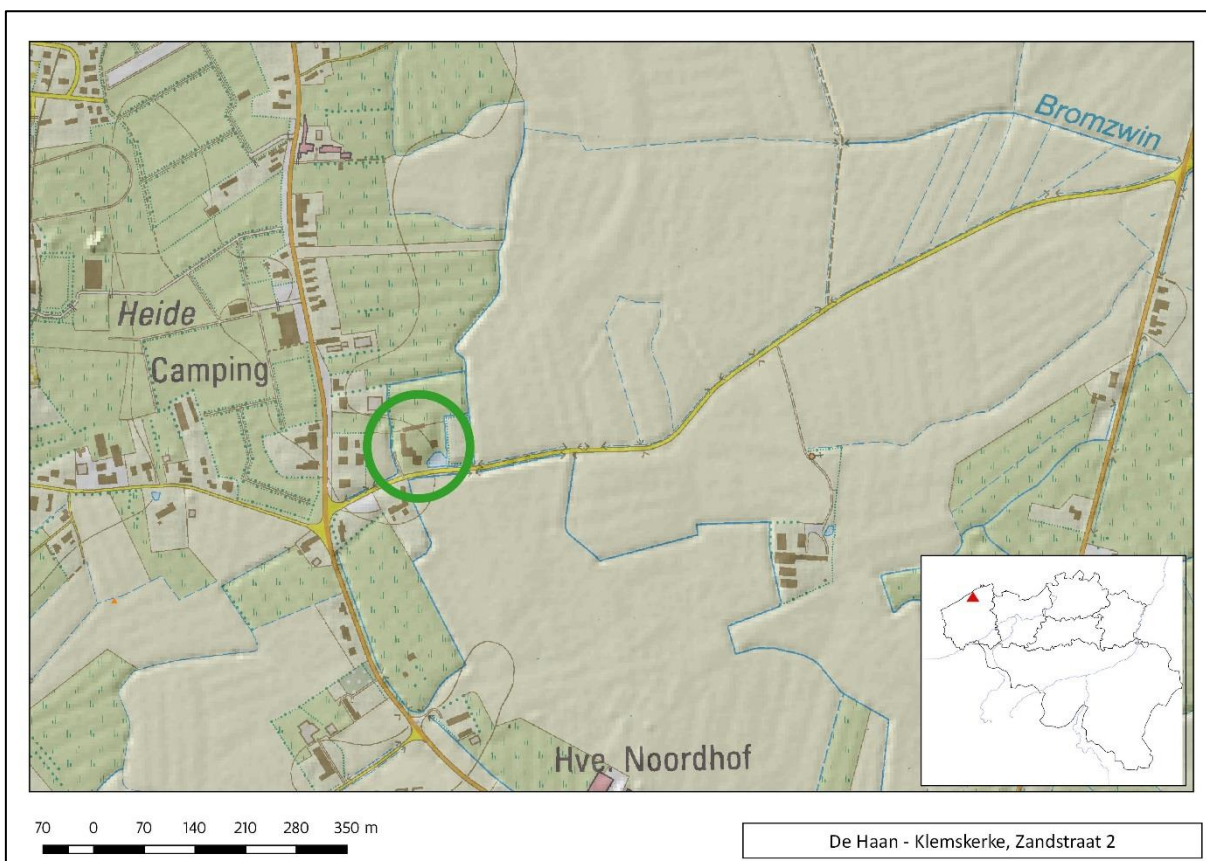 Bromzwin
Heide
Camping
Hve. Noordhof
70 0 70 140 210 280 350 m
De Haan - Klemskerke, Zandstraat 2